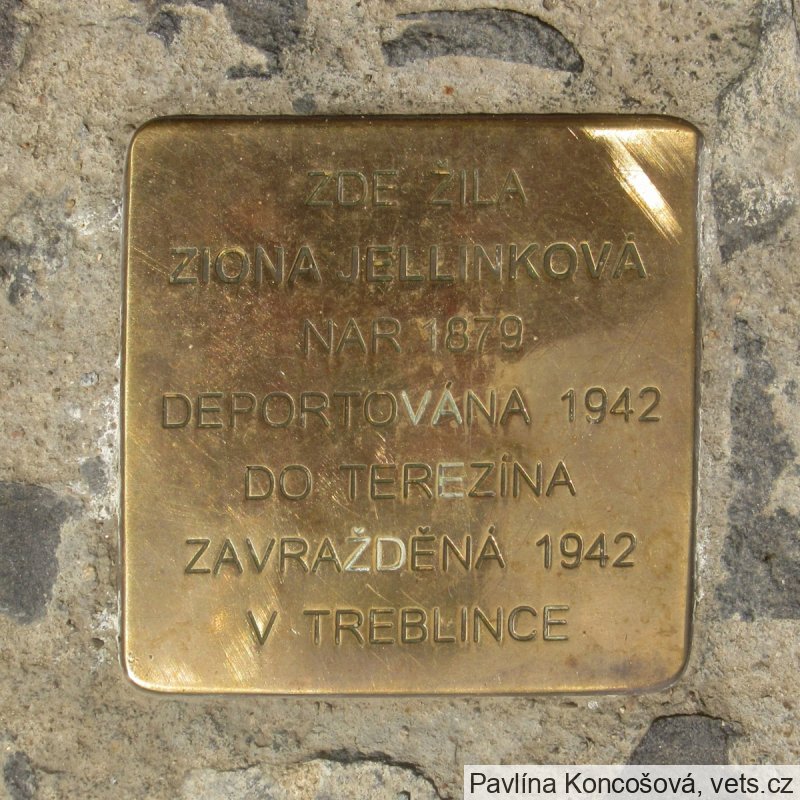 ZDE ŽILA
ZIONA JELLINKOVÁ
NAR 1879
DEPORTOVÁNA 1942
DO TEREZÍNA
ZAVRAŽDĚNÁ 1942
V TREBLINCE
Pavlína Koncošová, vets.cz